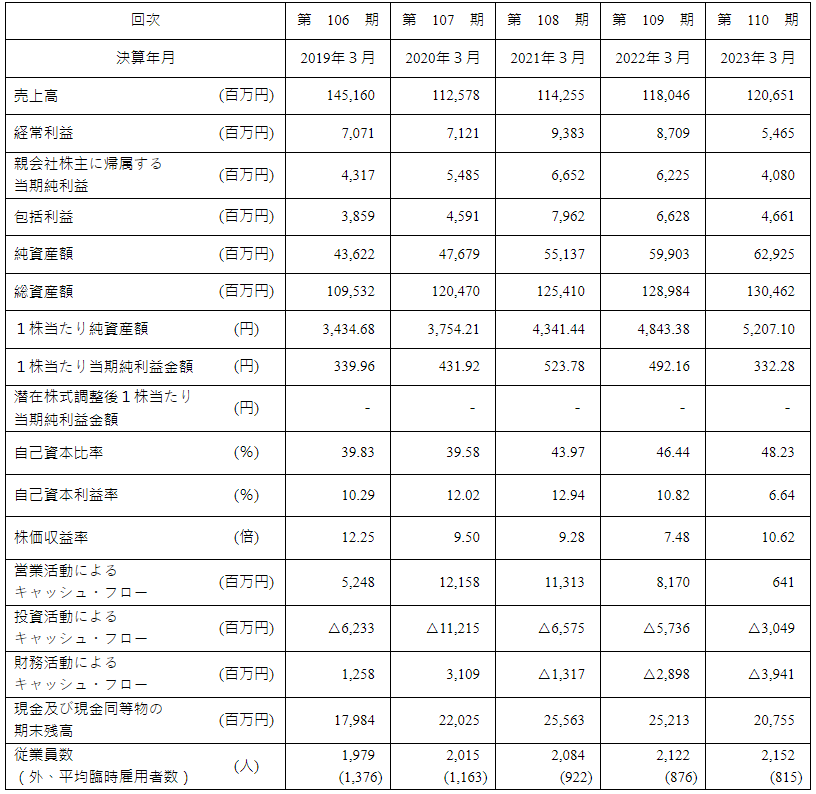 回次 第 106 期 第 107 期 第 108 期 第 109 期 第 110 期
決算年月 2019年３月 2020年３月 2021年３月 2022年３月 2023年３月
売上高 (百万円) 145,160 112,578 114,255 118,046 120,651
経常利益 (百万円) 7,071 7,121 9,383 8,709 5,465
親会社株主に帰属する
当期純利益 (百万円) 4,317 5,485 6,652 6,225 4,080
包括利益 (百万円) 3,859 4,591 7,962 6,628 4,661
純資産額 (百万円) 43,622 47,679 55,137 59,903 62,925
総資産額 (百万円) 109,532 120,470 125,410 128,984 130,462
１株当たり純資産額 (円) 3,434.68 3,754.21 4,341.44 4,843.38 5,207.10
１株当たり当期純利益金額 (円) 339.96 431.92 523.78 492.16 332.28
潜在株式調整後１株当たり
当期純利益金額 (円) - - - - -
自己資本比率 (％) 39.83 39.58 43.97 46.44 48.23
自己資本利益率 (％) 10.29 12.02 12.94 10.82 6.64
株価収益率 (倍) 12.25 9.50 9.28 7.48 10.62
営業活動による
キャッシュ・フロー (百万円) 5,248 12,158 11,313 8,170 641
投資活動による
キャッシュ・フロー (百万円) △6,233 △11,215 △6,575 △5,736 △3,049
財務活動による
キャッシュ・フロー (百万円) 1,258 3,109 △1,317 △2,898 △3,941
現金及び現金同等物の
期末残高 (百万円) 17,984 22,025 25,563 25,213 20,755
従業員数 (人) 1,979 2,015 2,084 2,122 2,152
（外、平均臨時雇用者数） (1,376) (1,163) (922) (876) (815)